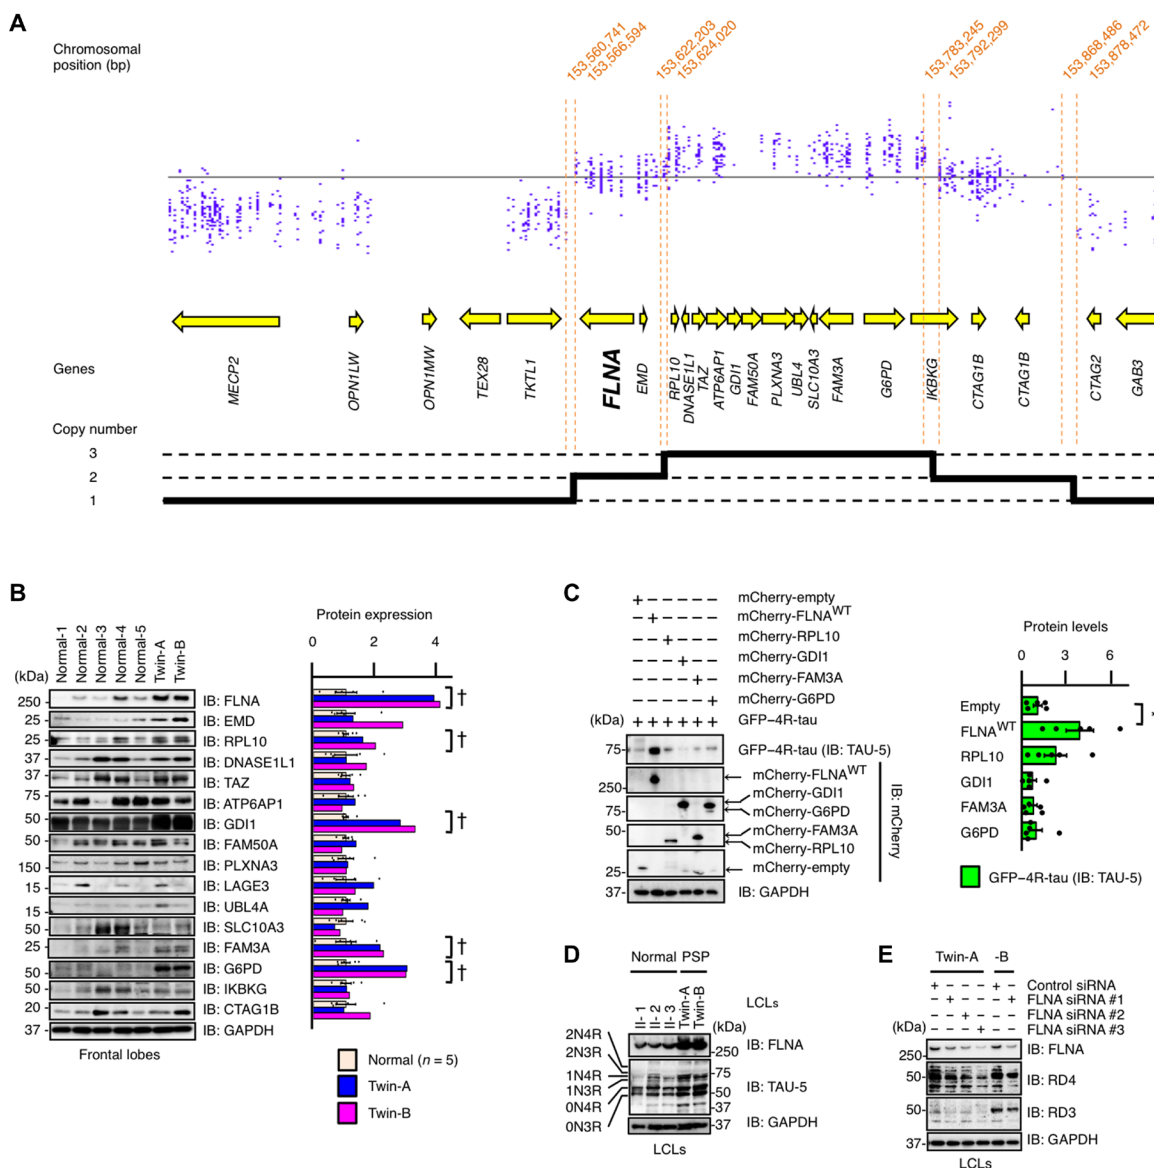 A
Chromosomal
position (bp)
153,560,741
153,566,594
153,622,203
153,624,020
153,783,245
153,792,299
153,868,486
153,878,472
Genes
MECP2
OPN1LW
OPN1MW
TEX28
TKTL1
FLNA
EMD
RPL10
DNASE1L1
TAZ
ATP6AP1
GDI1
FAM50A
PLXNA3
UBL4
SLC10A3
FAM3A
G6PD
IKBKG
CTAG1B
CTAG1B
CTAG2
GAB3
Copy number
3
2
1
B
Normal-1
Normal-2
Normal-3
Normal-4
Normal-5
Twin-A
Twin-B
(kDa)
Protein expression
0 2 4
250 IB: FLNA †
25 IB: EMD
25 IB: RPL10 †
37 IB: DNASE1L1
37 IB: TAZ
75 IB: ATP6AP1
50 IB: GDI1 †
50 IB: FAM50A
150 IB: PLXNA3
15 IB: LAGE3
15 IB: UBL4A
50 IB: SLC10A3
25 IB: FAM3A †
50 IB: G6PD †
50 IB: IKBKG
20 IB: CTAG1B
37 IB: GAPDH
Frontal lobes
Normal (n = 5)
Twin-A
Twin-B
C
+ − − − − − mCherry-empty
− + − − − − mCherry-FLNAWT
− − + − − − mCherry-RPL10
− − − + − − mCherry-GDI1
− − − − + − mCherry-FAM3A
− − − − − + mCherry-G6PD
(kDa) + + + + + + GFP–4R-tau
75 GFP–4R-tau (IB: TAU-5)
250 mCherry-FLNAWT
mCherry-GDI1
75 mCherry-G6PD
50 mCherry-FAM3A
mCherry-RPL10
25 mCherry-empty
IB: mCherry
37 IB: GAPDH
Protein levels
0 3 6
Empty
FLNAWT
RPL10
GDI1
FAM3A
G6PD
GFP–4R-tau (IB: TAU-5)
D
Normal PSP
II-1
II-2
II-3
Twin-A
Twin-B
LCLs
(kDa)
2N4R
2N3R
1N4R
1N3R
0N4R
0N3R
250 IB: FLNA
75
50 IB: TAU-5
37
37 IB: GAPDH
LCLs
E
Twin-A -B
+ − − − + − Control siRNA
− + − − − + FLNA siRNA #1
− − + − − − FLNA siRNA #2
− − − + − − FLNA siRNA #3
(kDa)
250 IB: FLNA
50 IB: RD4
50 IB: RD3
37 IB: GAPDH
LCLs